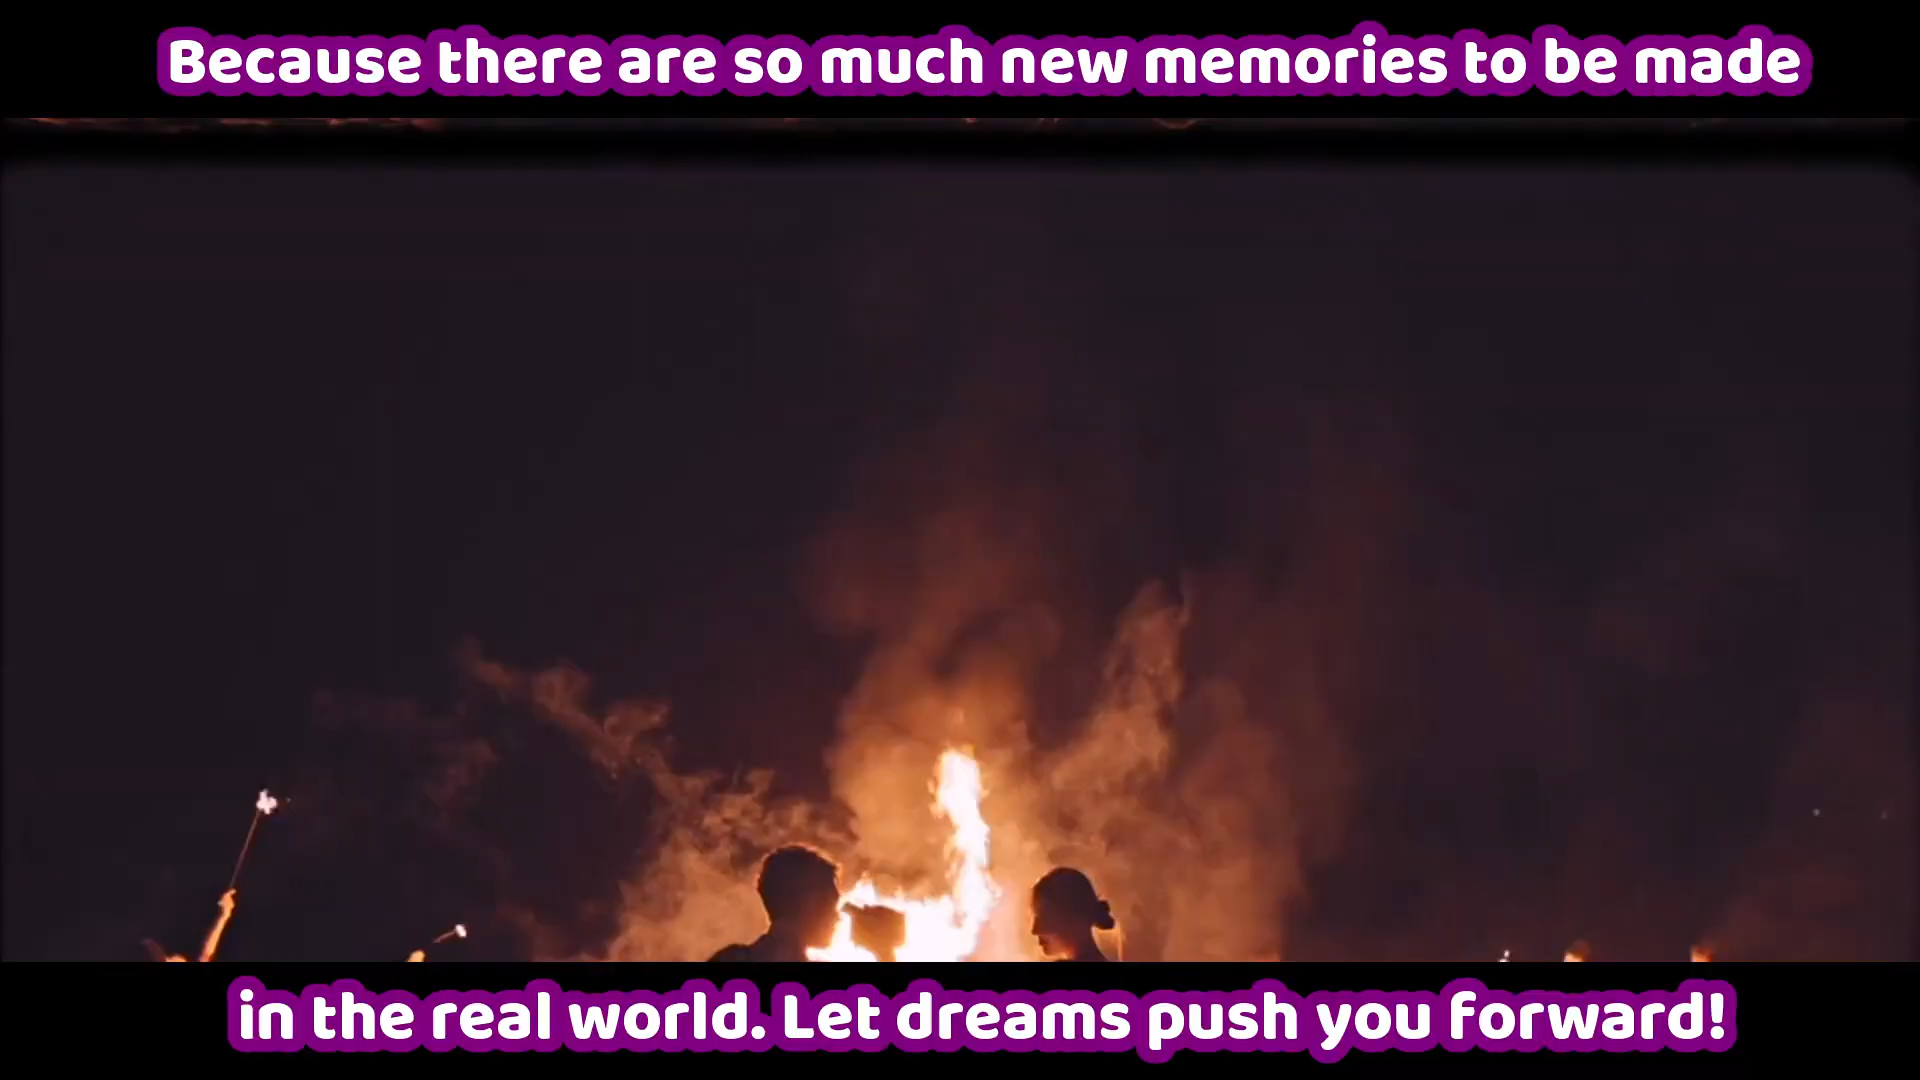 Because there are so much new memories to be made
in the real world. Let dreams push you forward!